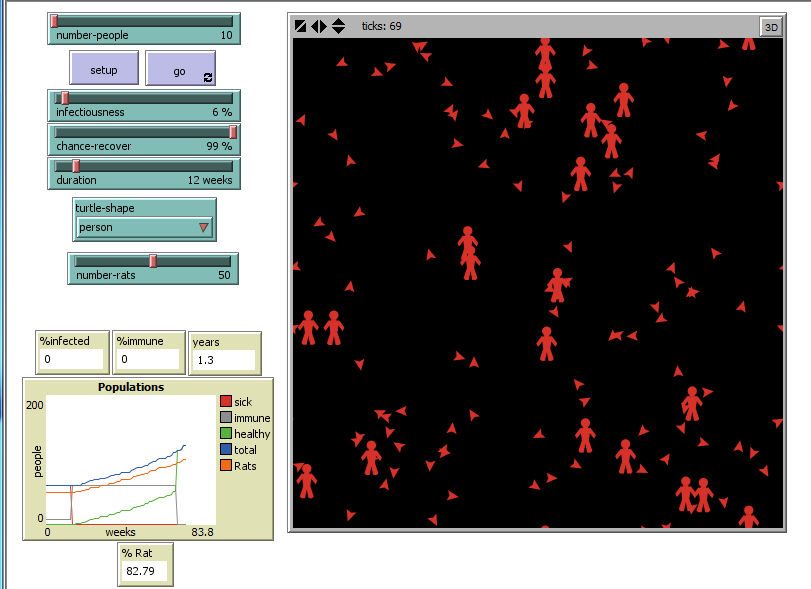 number-people 10
ticks: 69
3D
setup
go
infectiousness 6 %
chance-recover 99 %
duration 12 weeks
turtle-shape
person
number-rats 50
%infected
0
%immune
0
years
1.3
Populations
200
people
0
0
weeks
83.8
sick
immune
healthy
total
Rats
% Rat
82.79